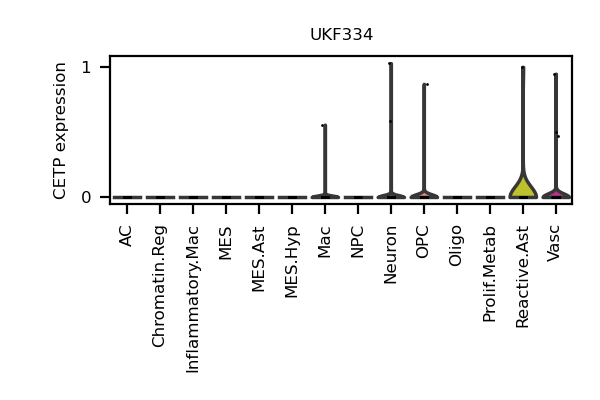 UKF334
CETP expression
1
0
AC
Chromatin.Reg
Inflammatory.Mac
MES
MES.Ast
MES.Hyp
Mac
NPC
Neuron
OPC
Oligo
Prolif.Metab
Reactive.Ast
Vasc